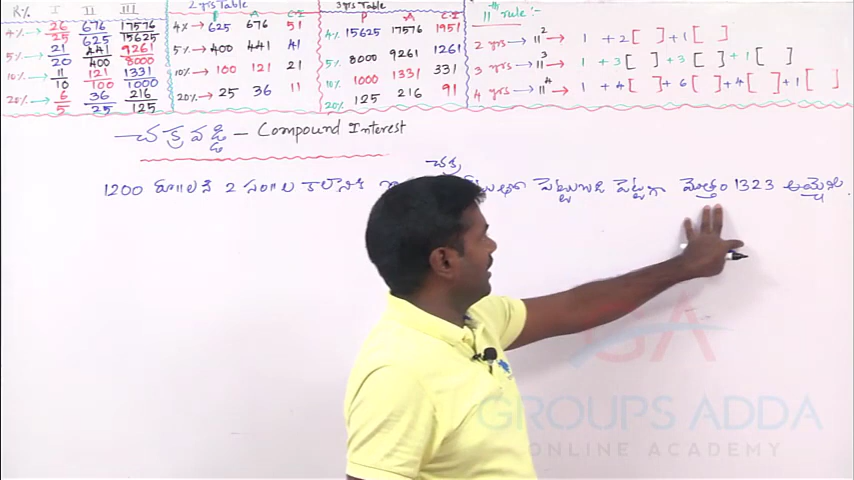 R% I II III
4% → 26/25 676/625 17576/15625
5% → 21/20 441/400 9261/8000
10% → 11/10 121/100 1331/1000
20% → 6/5 36/25 216/125
2 yrs Table
P A C.I
4% → 625 676 51
5% → 400 441 41
10% → 100 121 21
20% → 25 36 11
3 yrs Table
P A C.I
4% 15625 17576 1951
5% 8000 9261 1261
10% 1000 1331 331
20% 125 216 91
11th rule :-
2 yrs → 11² → 1 + 2[ ] + 1[ ]
3 yrs → 11³ → 1 + 3[ ] + 3[ ] + 1[ ]
4 yrs → 11⁴ → 1 + 4[ ] + 6[ ] + 4[ ] + 1[ ]
చక్రవడ్డి – Compound Interest
చక్ర
1200 రూ॥లని 2 సం॥ల కాలానికి పెట్టుబడి పెట్టగా మొత్తం 1323 అయ్యెను.
GA
GROUPS ADDA
ONLINE ACADEMY